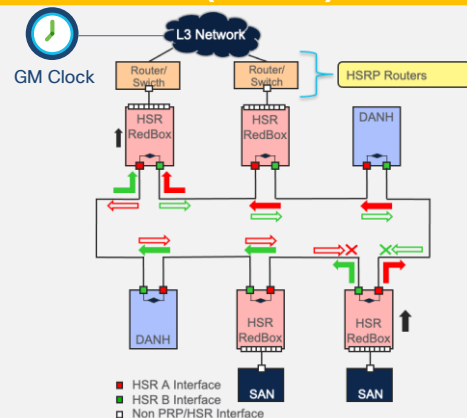 L3 Network
GM Clock
Router/
Swicth
Router/
Switch
HSRP Routers
HSR
RedBox
HSR
RedBox
DANH
DANH
HSR
RedBox
HSR
RedBox
SAN
SAN
HSR A Interface
HSR B Interface
Non PRP/HSR Interface